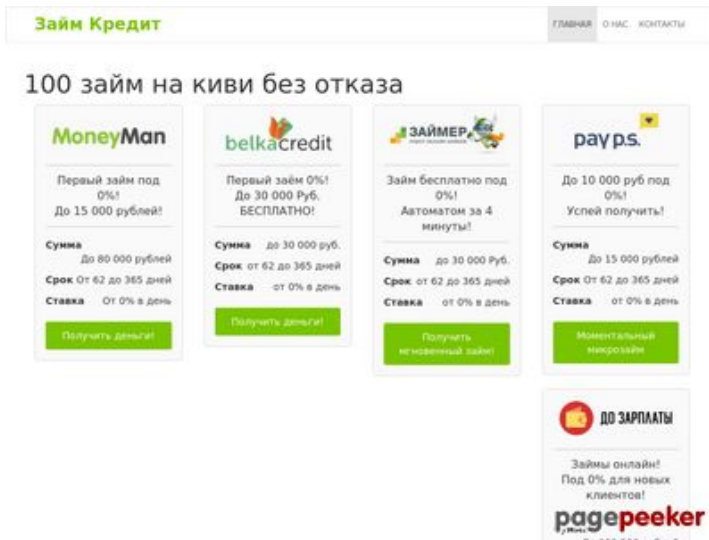 Займ Кредит
ГЛАВНАЯ О НАС КОНТАКТЫ
100 займ на киви без отказа
MoneyMan
Первый займ под
0%!
До 15 000 рублей!
Сумма
До 80 000 рублей
Срок От 62 до 365 дней
Ставка От 0% в день
Получить деньги!
belkacredit
Первый заём 0%!
До 30 000 Руб.
БЕСПЛАТНО!
Сумма до 30 000 руб.
Срок от 62 до 365 дней
Ставка от 0% в день
Получить деньги!
ЗАЙМЕР
Займ бесплатно под
0%!
Автоматом за 4
минуты!
Сумма до 30 000 Руб.
Срок от 62 до 365 дней
Ставка от 0% в день
Получить
мгновенный займ!
pay p.s.
До 10 000 руб под
0%!
Успей получить!
Сумма
До 15 000 рублей
Срок От 62 до 365 дней
Ставка От 0% в день
Моментальный
микрозайм
ДО ЗАРПЛАТЫ
Займы онлайн!
Под 0% для новых
клиентов!
pagepeeker